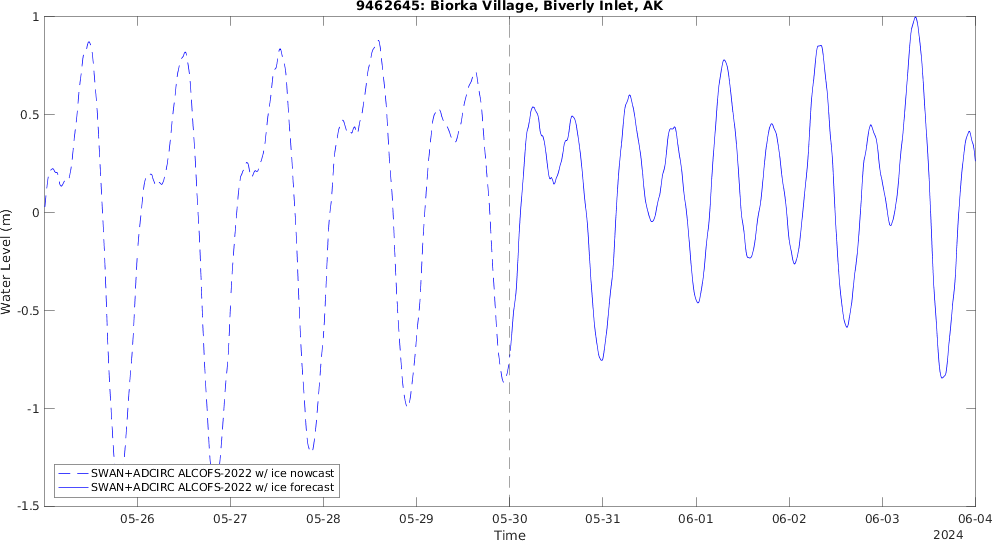 9462645: Biorka Village, Biverly Inlet, AK
1
0.5
0
-0.5
-1
-1.5
Water Level (m)
SWAN+ADCIRC ALCOFS-2022 w/ ice nowcast
SWAN+ADCIRC ALCOFS-2022 w/ ice forecast
05-26 05-27 05-28 05-29 05-30 05-31 06-01 06-02 06-03 06-04
Time
2024